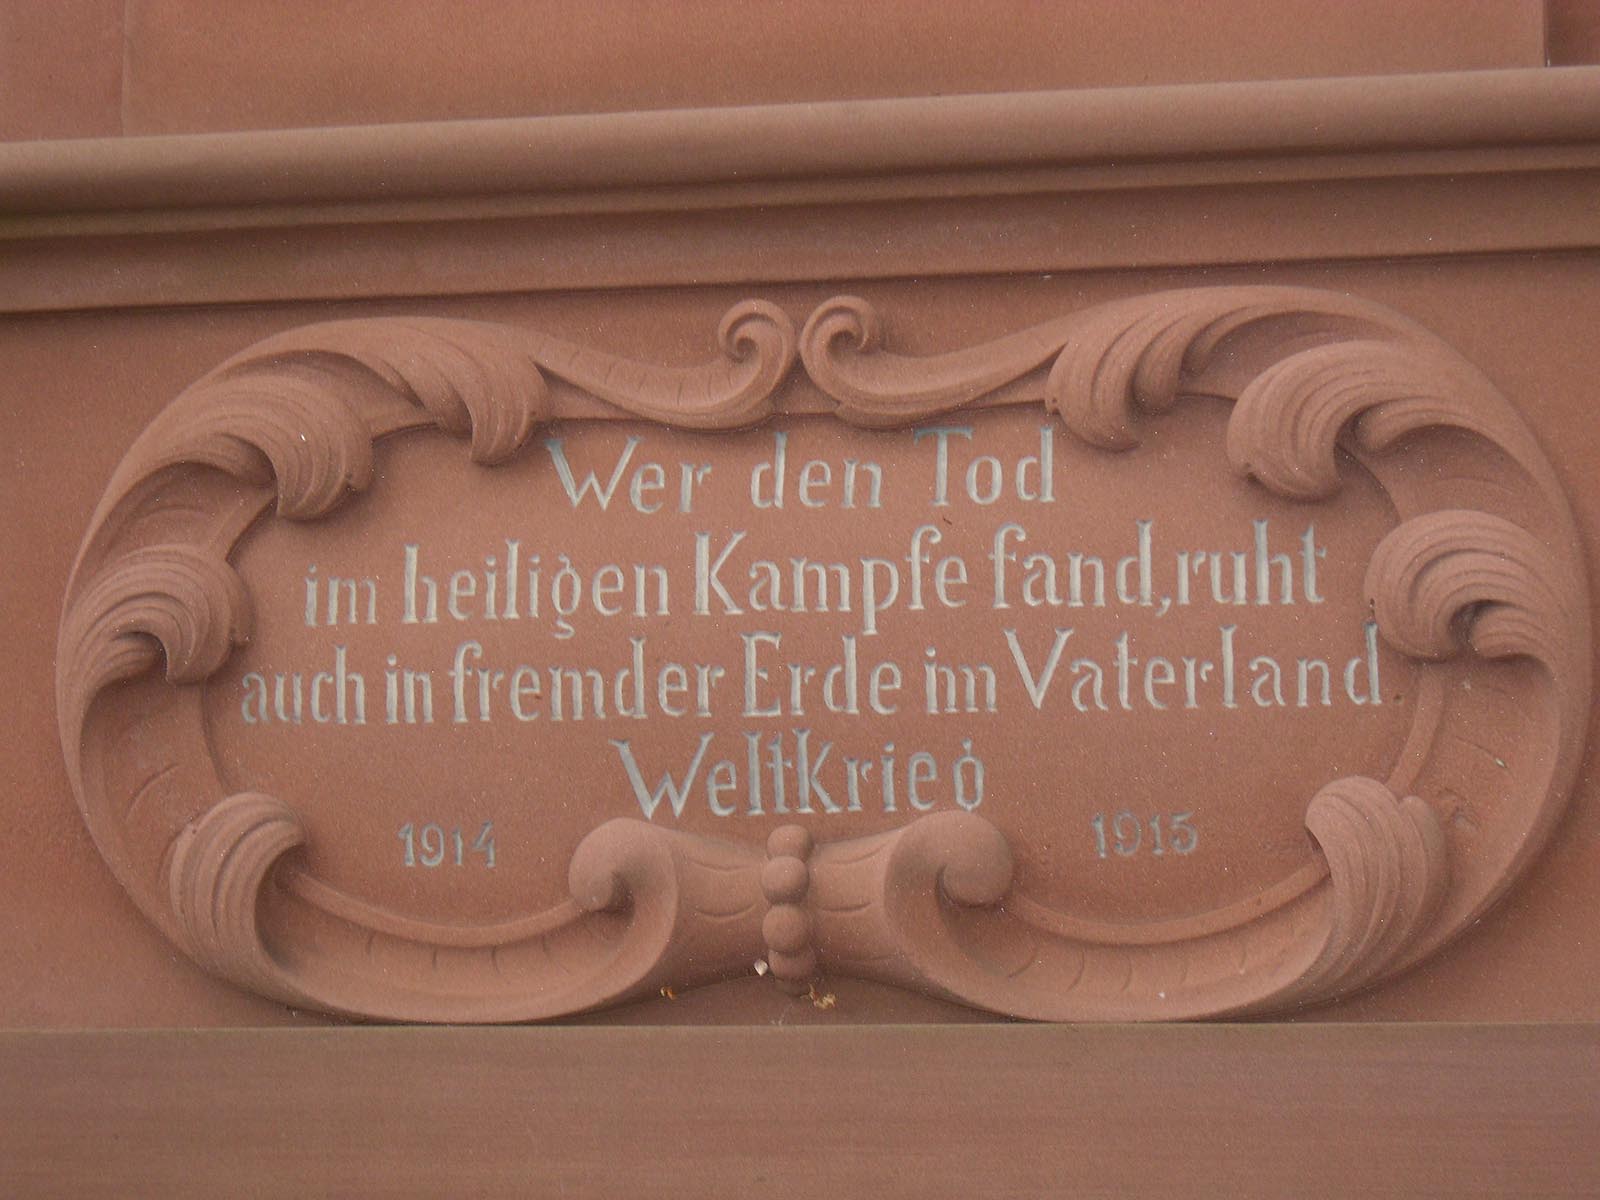 Wer den Tod
im heiligen Kampfe fand, ruht
auch in fremder Erde im Vaterland.
Weltkrieg
1914 1915